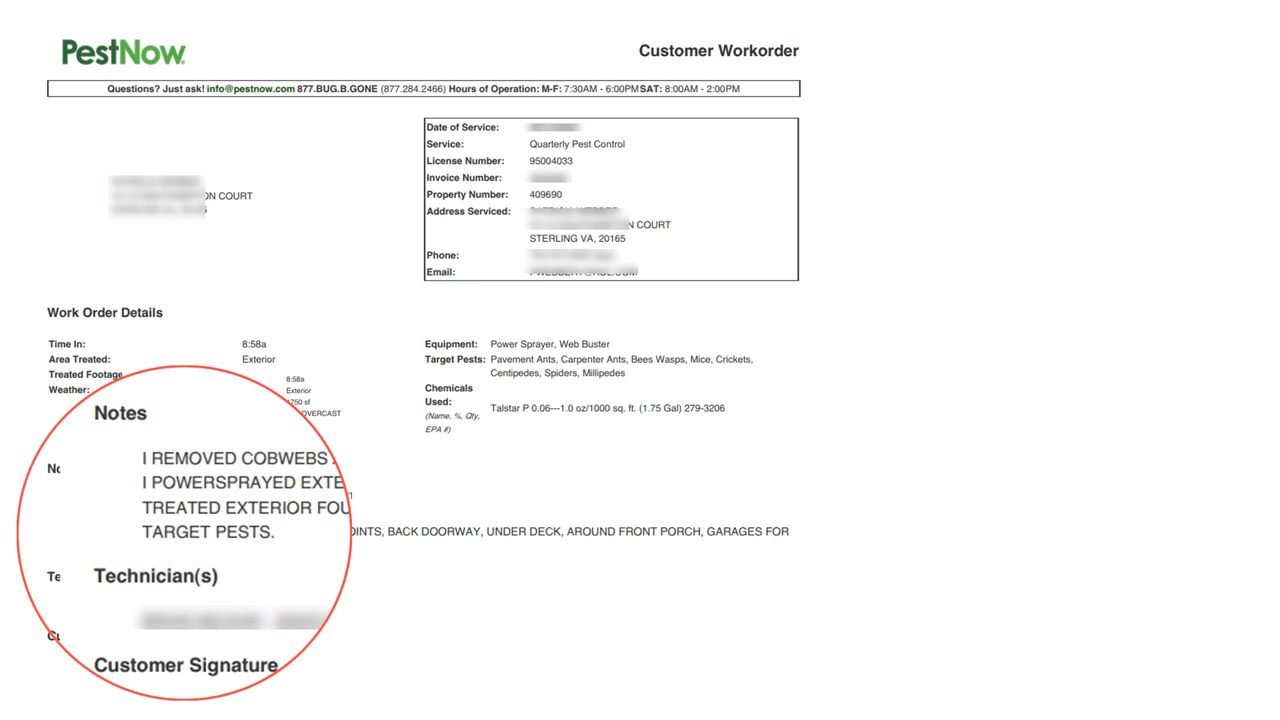 PestNow
Customer Workorder
Questions? Just ask! info@pestnow.com 877.BUG.B.GONE (877.284.2466) Hours of Operation: M-F: 7:30AM - 6:00PM SAT: 8:00AM - 2:00PM
ON COURT
Date of Service:
Service: Quarterly Pest Control
License Number: 95004033
Invoice Number:
Property Number: 409690
Address Serviced:
N COURT
STERLING VA, 20165
Phone:
Email:
Work Order Details
Time In: 8:58a
Area Treated: Exterior
Treated Footage
Weather:
8:58a
Exterior
1750 sf
OVERCAST
Equipment: Power Sprayer, Web Buster
Target Pests: Pavement Ants, Carpenter Ants, Bees Wasps, Mice, Crickets,
Centipedes, Spiders, Millipedes
Chemicals
Used:
(Name, %, Qty,
EPA #)
Talstar P 0.06---1.0 oz/1000 sq. ft. (1.75 Gal) 279-3206
Notes
I REMOVED COBWEBS
I POWERSPRAYED EXTE
TREATED EXTERIOR FOU
TARGET PESTS.
OINTS, BACK DOORWAY, UNDER DECK, AROUND FRONT PORCH, GARAGES FOR
Technician(s)
Customer Signature